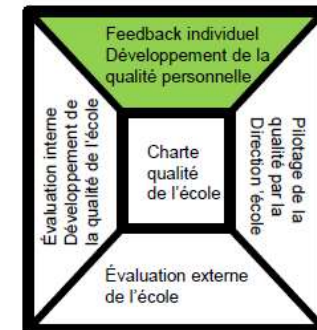 Feedback individuel
Développement de la
qualité personnelle
Évaluation interne
Développement de
la qualité de l'école
Charte
qualité
de l'école
Pilotage de la
qualité par la
Direction 'école
Évaluation externe
de l'école